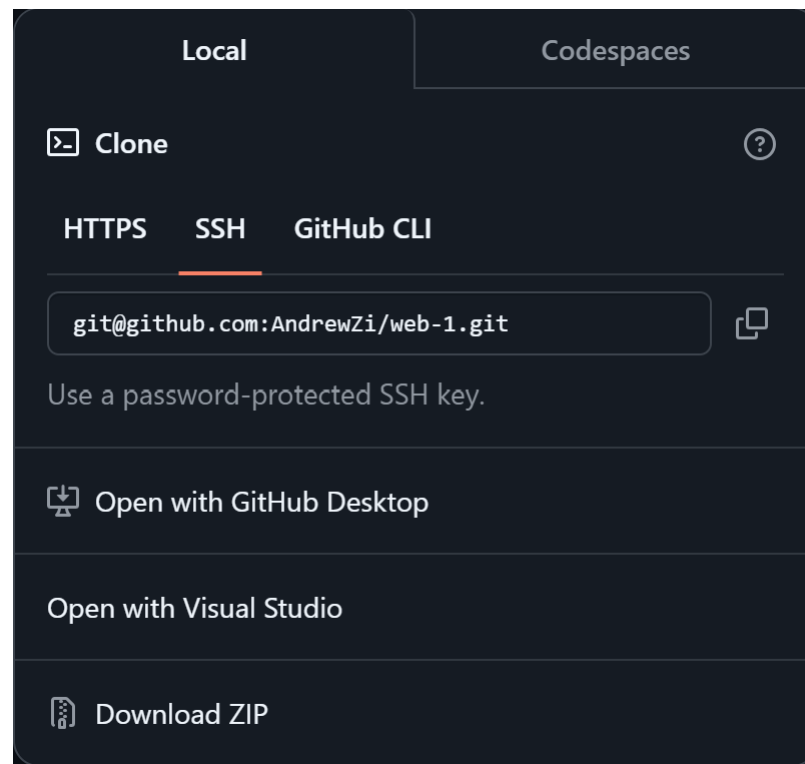 Local Codespaces
Clone
HTTPS SSH GitHub CLI
git@github.com:AndrewZi/web-1.git
Use a password-protected SSH key.
Open with GitHub Desktop
Open with Visual Studio
Download ZIP